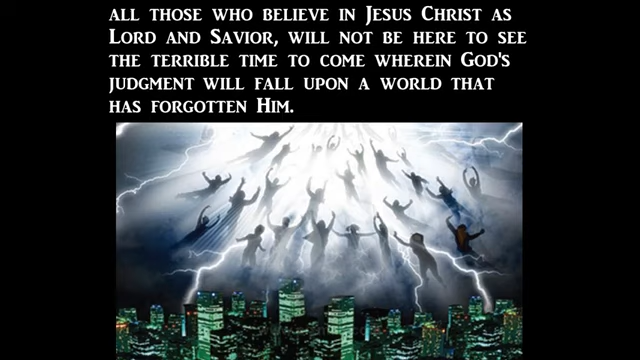 all those who believe in Jesus Christ as
Lord and Savior, will not be here to see
the terrible time to come wherein God's
judgment will fall upon a world that
has forgotten Him.